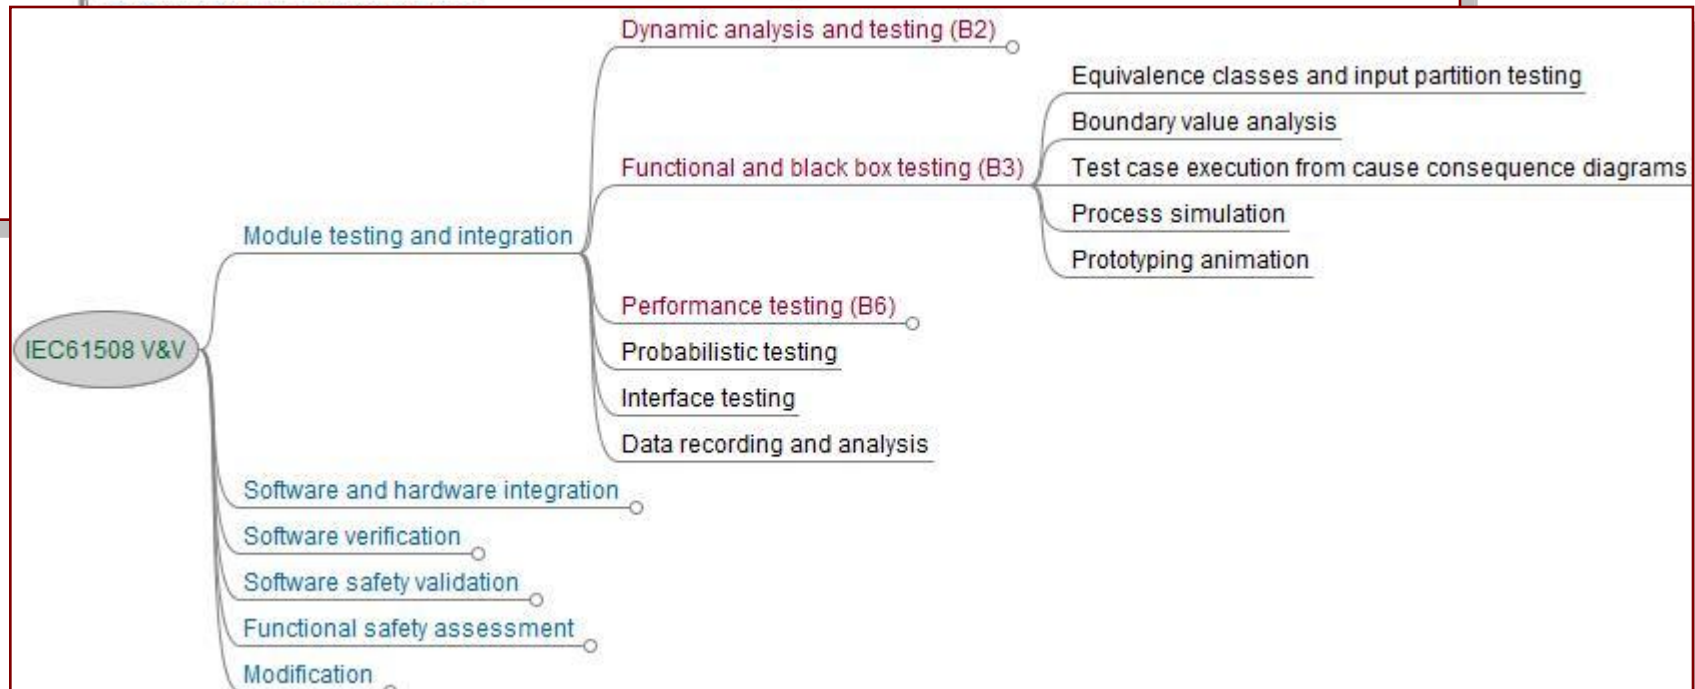 Dynamic analysis and testing (B2)
Equivalence classes and input partition testing
Boundary value analysis
Functional and black box testing (B3)
Test case execution from cause consequence diagrams
Process simulation
Module testing and integration
Prototyping animation
Performance testing (B6)
IEC61508 V&V
Probabilistic testing
Interface testing
Data recording and analysis
Software and hardware integration
Software verification
Software safety validation
Functional safety assessment
Modification